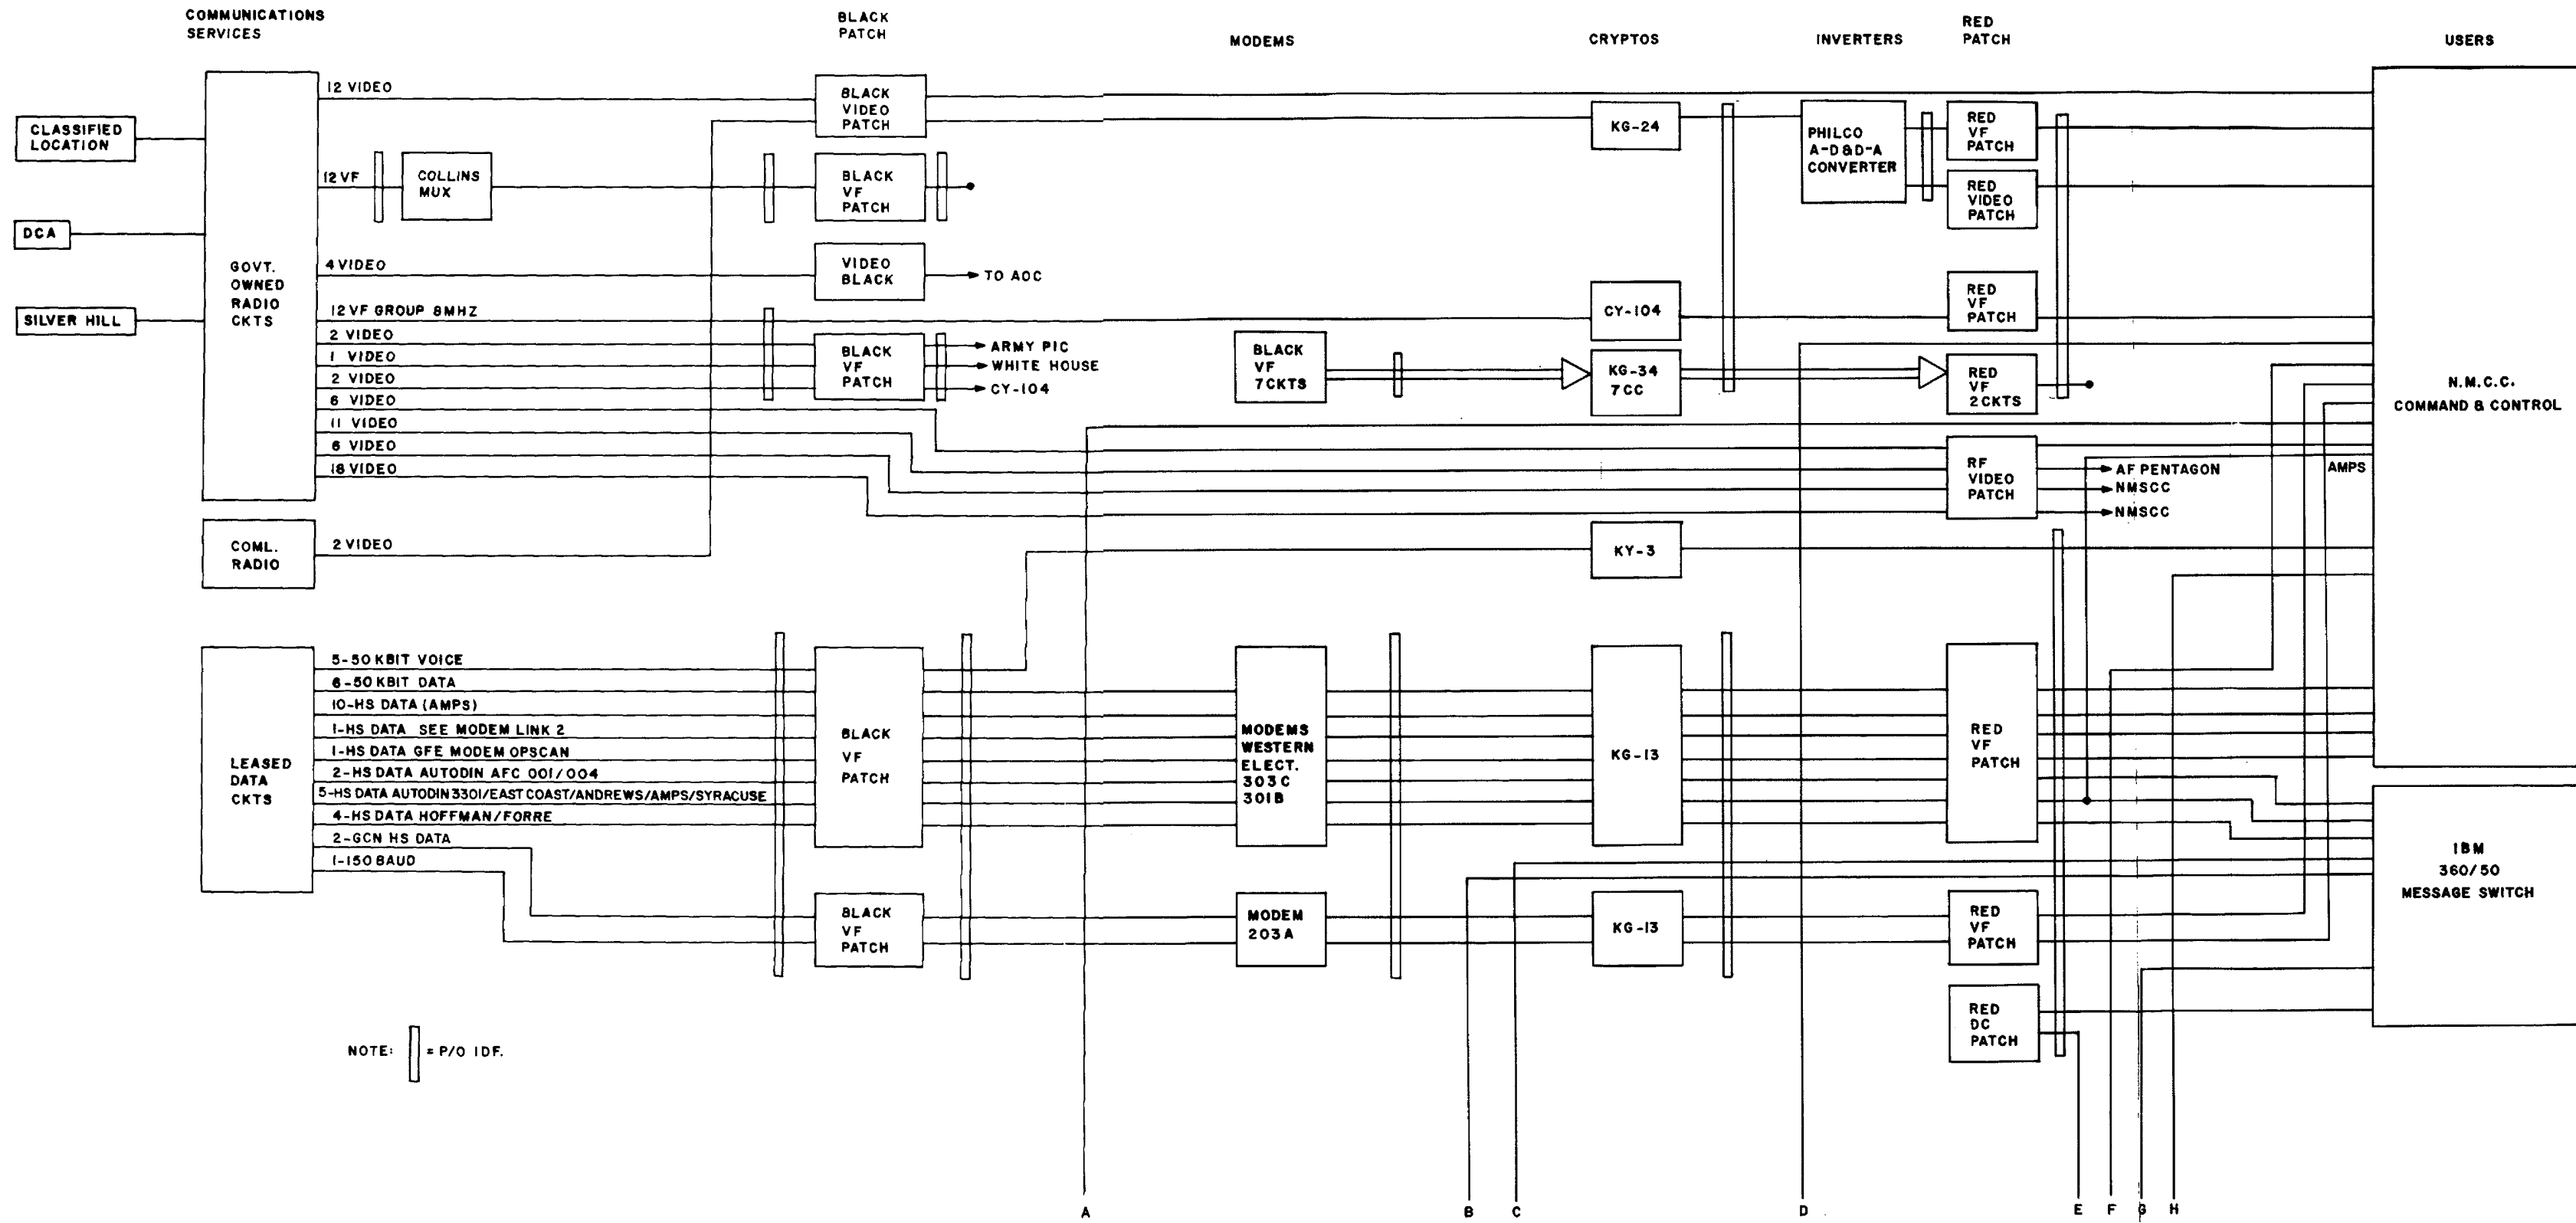 COMMUNICATIONS
SERVICES
BLACK
PATCH
MODEMS
CRYPTOS
INVERTERS
RED
PATCH
USERS
CLASSIFIED
LOCATION
DCA
SILVER HILL
GOVT.
OWNED
RADIO
CKTS
12 VIDEO
12 VF
COLLINS
MUX
4 VIDEO
12 VF GROUP 8MHZ
2 VIDEO
1 VIDEO
2 VIDEO
6 VIDEO
11 VIDEO
6 VIDEO
18 VIDEO
BLACK
VIDEO
PATCH
BLACK
VF
PATCH
VIDEO
BLACK
TO AOC
BLACK
VF
PATCH
ARMY PIC
WHITE HOUSE
CY-104
BLACK
VF
7CKTS
KG-24
CY-104
KG-34
7CC
PHILCO
A-D&D-A
CONVERTER
RED
VF
PATCH
RED
VIDEO
PATCH
RED
VF
PATCH
RED
VF
2CKTS
RF
VIDEO
PATCH
AF PENTAGON
NMSCC
NMSCC
AMPS
N.M.C.C.
COMMAND & CONTROL
COML.
RADIO
2 VIDEO
KY-3
LEASED
DATA
CKTS
5-50 KBIT VOICE
6-50 KBIT DATA
10-HS DATA (AMPS)
1-HS DATA SEE MODEM LINK 2
1-HS DATA GFE MODEM OPSCAN
2-HS DATA AUTODIN AFC 001/004
5-HS DATA AUTODIN 3301/EAST COAST/ANDREWS/AMPS/SYRACUSE
4-HS DATA HOFFMAN/FORRE
2-GCN HS DATA
1-150 BAUD
BLACK
VF
PATCH
MODEMS
WESTERN
ELECT.
303C
301B
KG-13
RED
VF
PATCH
IBM
360/50
MESSAGE SWITCH
BLACK
VF
PATCH
MODEM
203A
KG-13
RED
VF
PATCH
RED
DC
PATCH
NOTE: = P/O IDF.
A
B
C
D
E
F
G
H